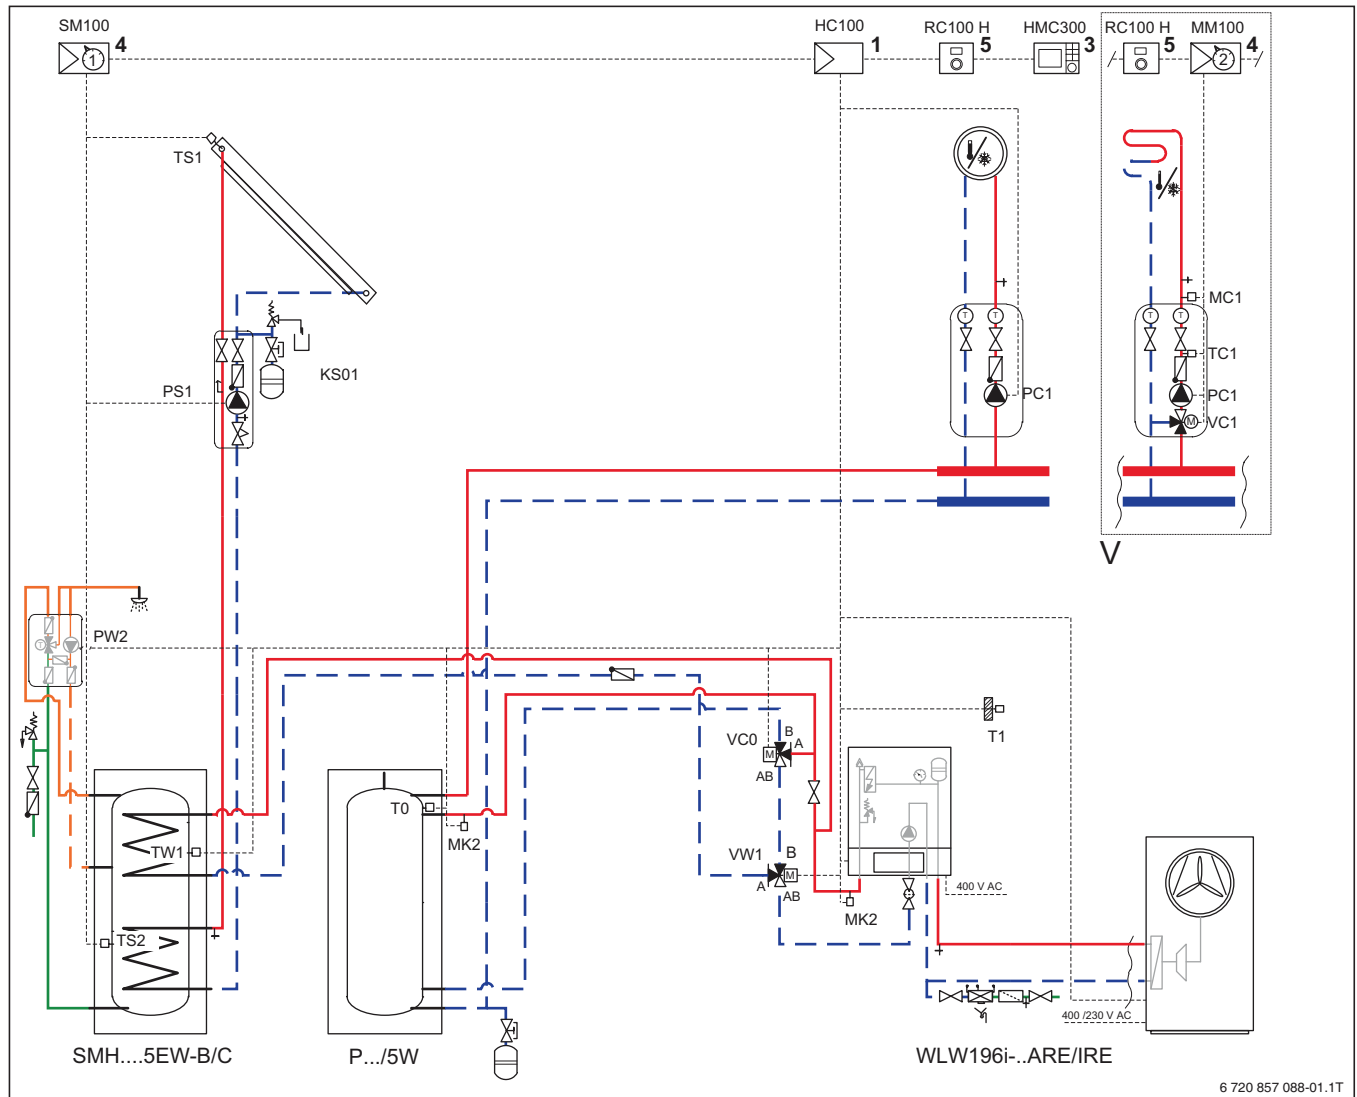 SM100
4
1
HC100
1
RC100 H
5
HMC300
3
RC100 H
5
MM100
4
2
TS1
KS01
PS1
T
T
PC1
T
T
MC1
TC1
PC1
M
VC1
V
PW2
T
T1
VC0
M
B
A
AB
T0
MK2
TW1
VW1
B
A
M
AB
MK2
400 V AC
TS2
400 /230 V AC
SMH....5EW-B/C
P.../5W
WLW196i-..ARE/IRE
6 720 857 088-01.1T